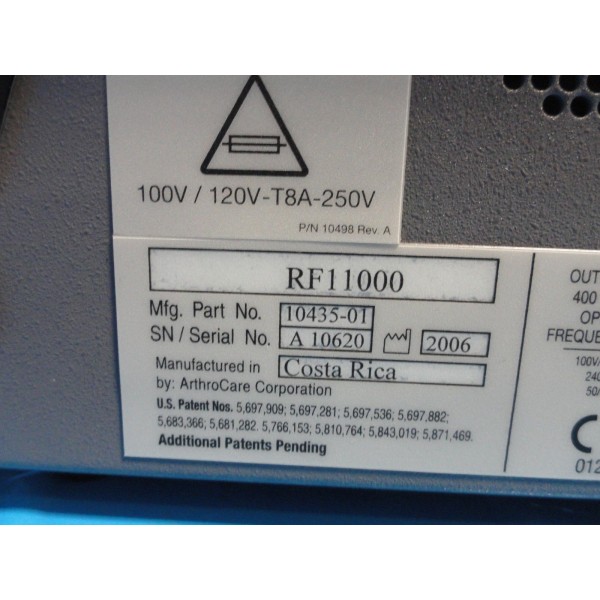 100V / 120V-T8A-250V
P/N 10498 Rev. A
RF11000
Mfg. Part No. 10435-01
SN / Serial No. A 10620 2006
Manufactured in Costa Rica
by: ArthroCare Corporation
U.S. Patent Nos. 5,697,909; 5,697,281; 5,697,536; 5,697,882;
5,683,366; 5,681,282. 5,766,153; 5,810,764; 5,843,019; 5,871,469.
Additional Patents Pending
OUT
400
OP
FREQUE
100V/
240
50/
C
012